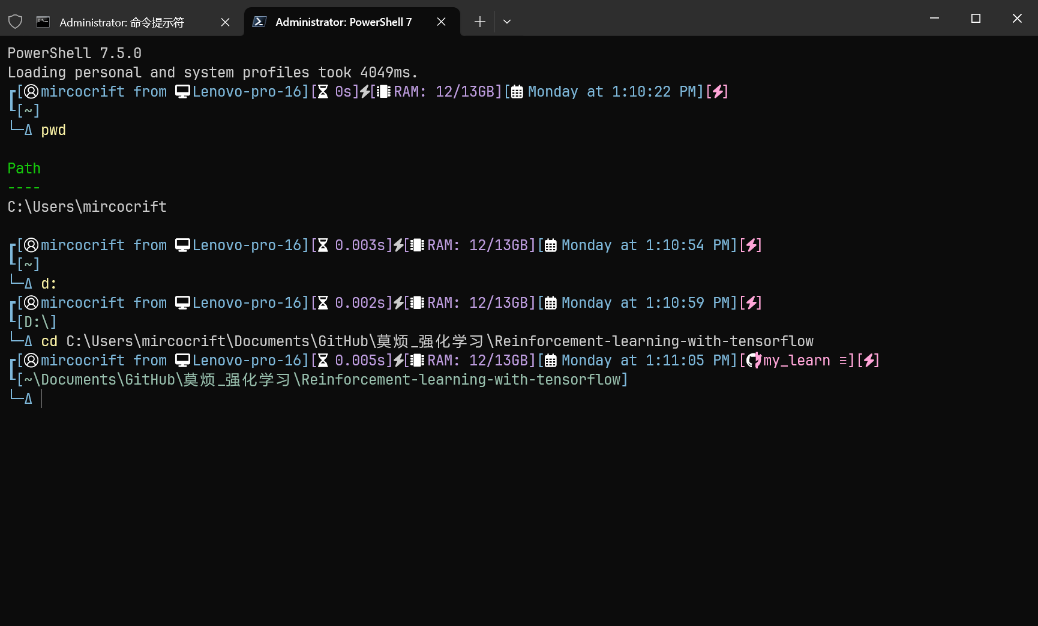 Administrator: 命令提示符
Administrator: PowerShell 7
PowerShell 7.5.0
Loading personal and system profiles took 4049ms.
[mircocrift from Lenovo-pro-16][0s][RAM: 12/13GB][Monday at 1:10:22 PM][]
[~]
Δ pwd
Path
----
C:\Users\mircocrift
[mircocrift from Lenovo-pro-16][0.003s][RAM: 12/13GB][Monday at 1:10:54 PM][]
[~]
Δ d:
[mircocrift from Lenovo-pro-16][0.002s][RAM: 12/13GB][Monday at 1:10:59 PM][]
[D:\]
Δ cd C:\Users\mircocrift\Documents\GitHub\莫烦_强化学习\Reinforcement-learning-with-tensorflow
[mircocrift from Lenovo-pro-16][0.005s][RAM: 12/13GB][Monday at 1:11:05 PM][my_learn ≡][]
[~\Documents\GitHub\莫烦_强化学习\Reinforcement-learning-with-tensorflow]
Δ